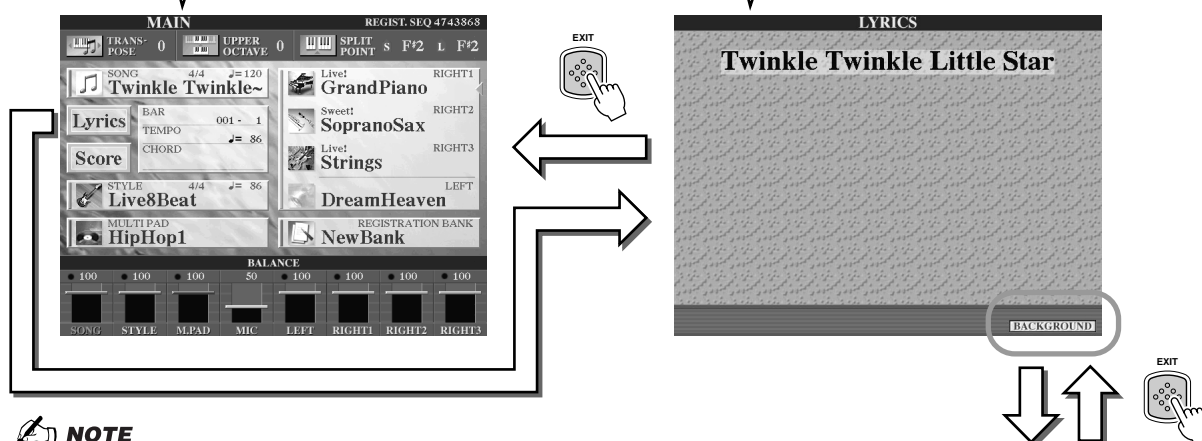 MAIN
REGIST. SEQ 4743868
TRANS-
POSE 0
UPPER
OCTAVE 0
SPLIT
POINT S F♯2 L F♯2
SONG 4/4 ♩=120
Twinkle Twinkle~
Lyrics
BAR 001 - 1
TEMPO ♩= 86
CHORD
Score
STYLE 4/4 ♩= 86
Live8Beat
MULTI PAD
HipHop1
Live! RIGHT1
GrandPiano
Sweet! RIGHT2
SopranoSax
Live! RIGHT3
Strings
LEFT
DreamHeaven
REGISTRATION BANK
NewBank
BALANCE
100 100 100 50 100 100 100 100
SONG STYLE M.PAD MIC LEFT RIGHT1 RIGHT2 RIGHT3
EXIT
LYRICS
Twinkle Twinkle Little Star
BACKGROUND
EXIT
NOTE